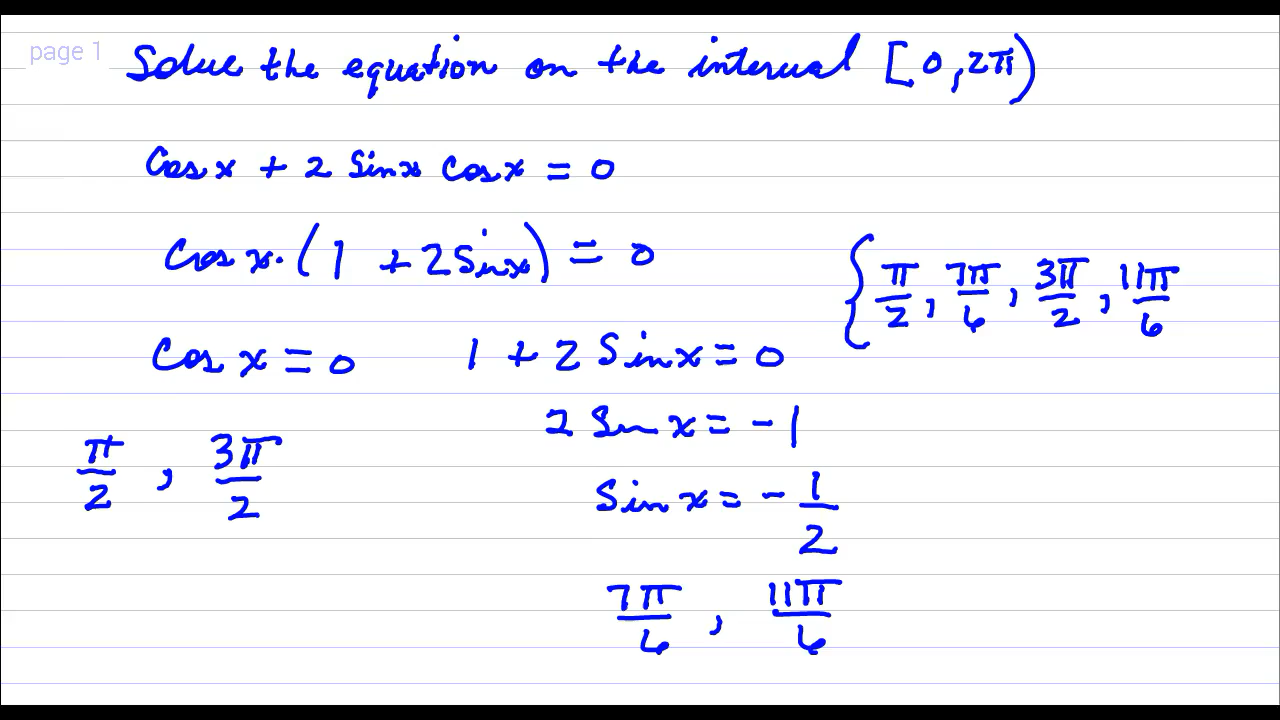 page 1
Solve the equation on the interval [0, 2π)
Cos x + 2 Sin x Cos x = 0
Cos x · (1 + 2 Sin x) = 0
{ π/2, 7π/6, 3π/2, 11π/6
Cos x = 0    1 + 2 Sin x = 0
2 Sin x = -1
π/2, 3π/2
Sin x = - 1/2
7π/6, 11π/6